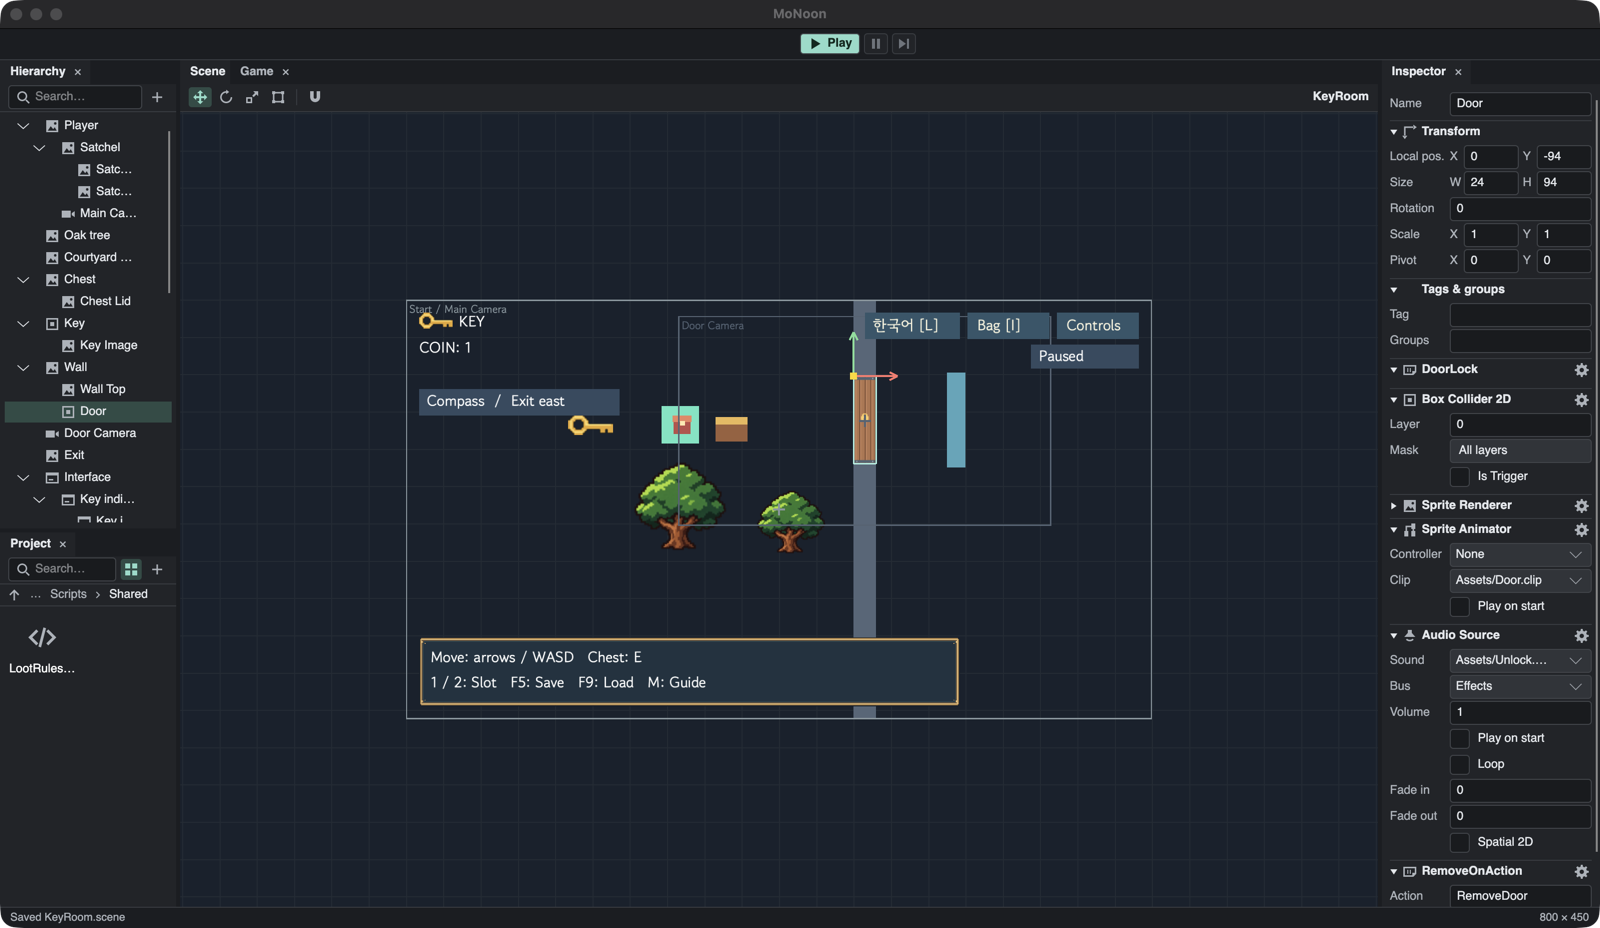 MoNoon
Play
Hierarchy
Search...
Player
Satchel
Satc...
Satc...
Main Ca...
Oak tree
Courtyard ...
Chest
Chest Lid
Key
Key Image
Wall
Wall Top
Door
Door Camera
Exit
Interface
Key indi...
Project
Search...
... Scripts > Shared
LootRules...
Scene Game
KeyRoom
Start / Main Camera
KEY
COIN: 1
Door Camera
한국어 [L] Bag [I] Controls
Paused
Compass / Exit east
Move: arrows / WASD Chest: E
1 / 2: Slot F5: Save F9: Load M: Guide
Inspector
Name Door
Transform
Local pos. X 0 Y -94
Size W 24 H 94
Rotation 0
Scale X 1 Y 1
Pivot X 0 Y 0
Tags & groups
Tag
Groups
DoorLock
Box Collider 2D
Layer 0
Mask All layers
Is Trigger
Sprite Renderer
Sprite Animator
Controller None
Clip Assets/Door.clip
Play on start
Audio Source
Sound Assets/Unlock....
Bus Effects
Volume 1
Play on start
Loop
Fade in 0
Fade out 0
Spatial 2D
RemoveOnAction
Action RemoveDoor
Saved KeyRoom.scene
800 × 450